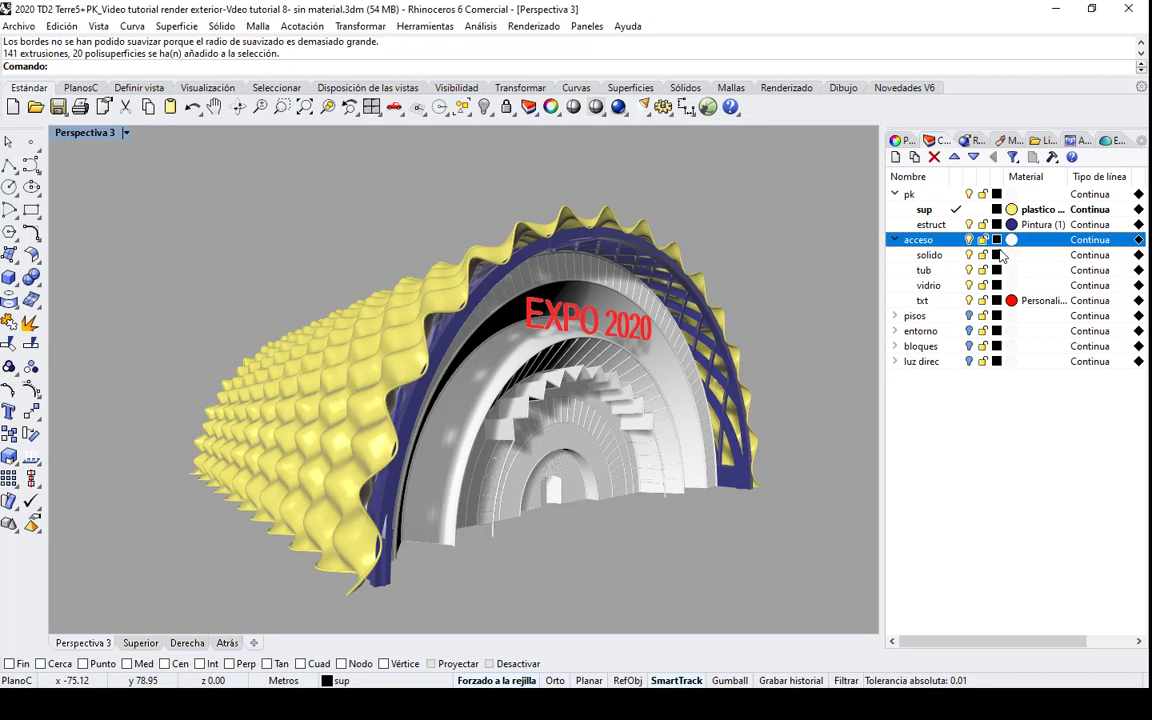 2020 TD2 Terre5+PK_Video tutorial render exterior-Vdeo tutorial 8- sin material.3dm (54 MB) - Rhinoceros 6 Comercial - [Perspectiva 3]
Archivo Edición Vista Curva Superficie Sólido Malla Acotación Transformar Herramientas Análisis Renderizado Paneles Ayuda
Los bordes no se han podido suavizar porque el radio de suavizado es demasiado grande.
141 extrusiones, 20 polisuperficies se ha(n) añadido a la selección.
Comando:
Estándar PlanosC Definir vista Visualización Seleccionar Disposición de las vistas Visibilidad Transformar Curvas Superficies Sólidos Mallas Renderizado Dibujo Novedades V6
Perspectiva 3
P... C... R... M... Li... A... E...
Nombre Material Tipo de línea
pk Continua
sup plastico ... Continua
estruct Pintura (1) Continua
acceso Continua
solido Continua
tub Continua
vidrio Continua
txt Personali... Continua
pisos Continua
entorno Continua
bloques Continua
luz direc Continua
EXPO 2020
Perspectiva 3 Superior Derecha Atrás
Fin Cerca Punto Med Cen Int Perp Tan Cuad Nodo Vértice Proyectar Desactivar
PlanoC x -75.12 y 78.95 z 0.00 Metros sup Forzado a la rejilla Orto Planar RefObj SmartTrack Gumball Grabar historial Filtrar Tolerancia absoluta: 0.01